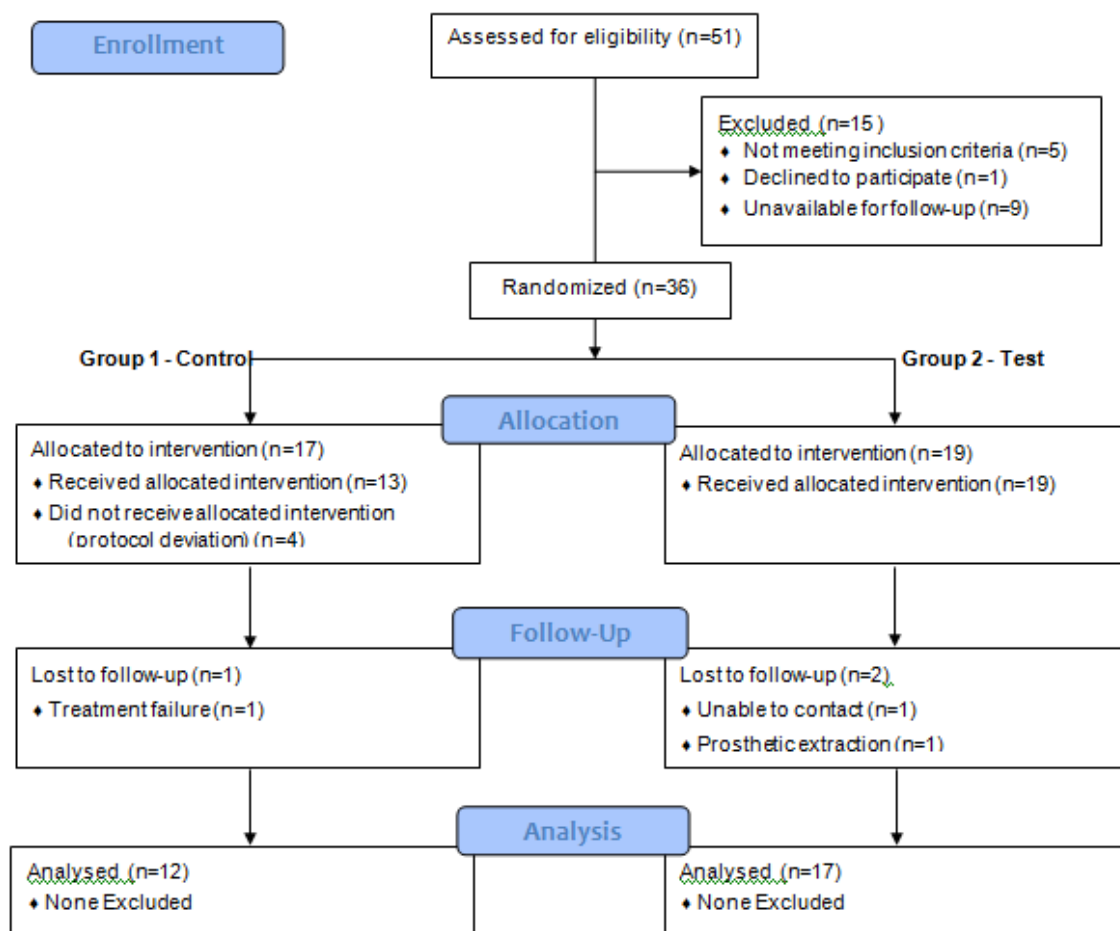 Enrollment
Assessed for eligibility (n=51)
Excluded (n=15 )
♦ Not meeting inclusion criteria (n=5)
♦ Declined to participate (n=1)
♦ Unavailable for follow-up (n=9)
Randomized (n=36)
Group 1 - Control
Group 2 - Test
Allocation
Allocated to intervention (n=17)
♦ Received allocated intervention (n=13)
♦ Did not receive allocated intervention
(protocol deviation) (n=4)
Allocated to intervention (n=19)
♦ Received allocated intervention (n=19)
Follow-Up
Lost to follow-up (n=1)
♦ Treatment failure (n=1)
Lost to follow-up (n=2)
♦ Unable to contact (n=1)
♦ Prosthetic extraction (n=1)
Analysis
Analysed (n=12)
♦ None Excluded
Analysed (n=17)
♦ None Excluded